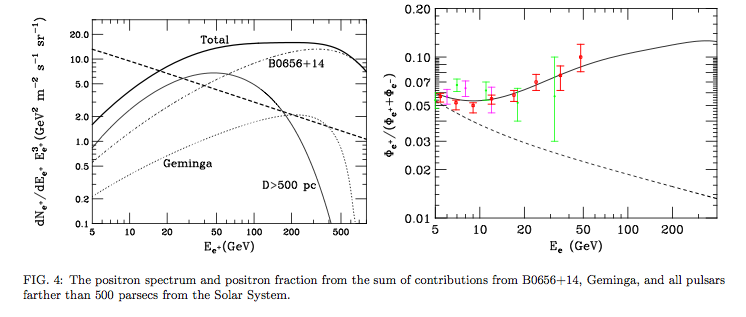 dN_e⁺/dE_e⁺ E³_e⁺(GeV² m⁻² s⁻¹ sr⁻¹)
20.0
10.0
5.0
2.0
1.0
0.5
0.2
0.1
Total
B0656+14
Geminga
D>500 pc
5 10 20 50 100 200 500
E_e⁺(GeV)
Φ_e⁺/(Φ_e⁺+Φ_e⁻)
0.20
0.10
0.07
0.05
0.03
0.02
0.01
5 10 20 50 100 200
E_e (GeV)
FIG. 4: The positron spectrum and positron fraction from the sum of contributions from B0656+14, Geminga, and all pulsars
farther than 500 parsecs from the Solar System.